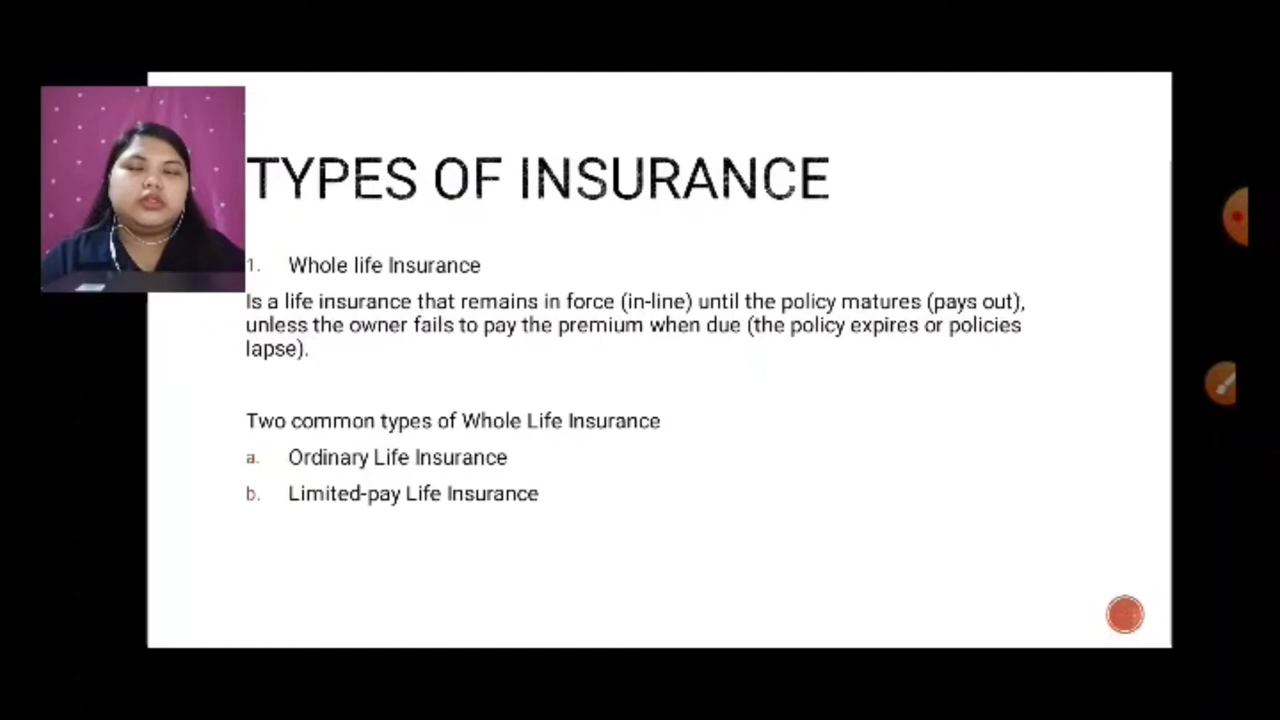 TYPES OF INSURANCE
1. Whole life Insurance
Is a life insurance that remains in force (in-line) until the policy matures (pays out),
unless the owner fails to pay the premium when due (the policy expires or policies
lapse).
Two common types of Whole Life Insurance
a. Ordinary Life Insurance
b. Limited-pay Life Insurance